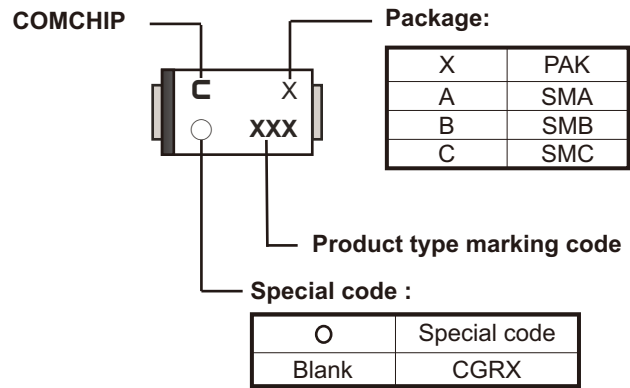 COMCHIP
Package:
X PAK
A SMA
B SMB
C SMC
C X
XXX
Product type marking code
Special code :
O Special code
Blank CGRX